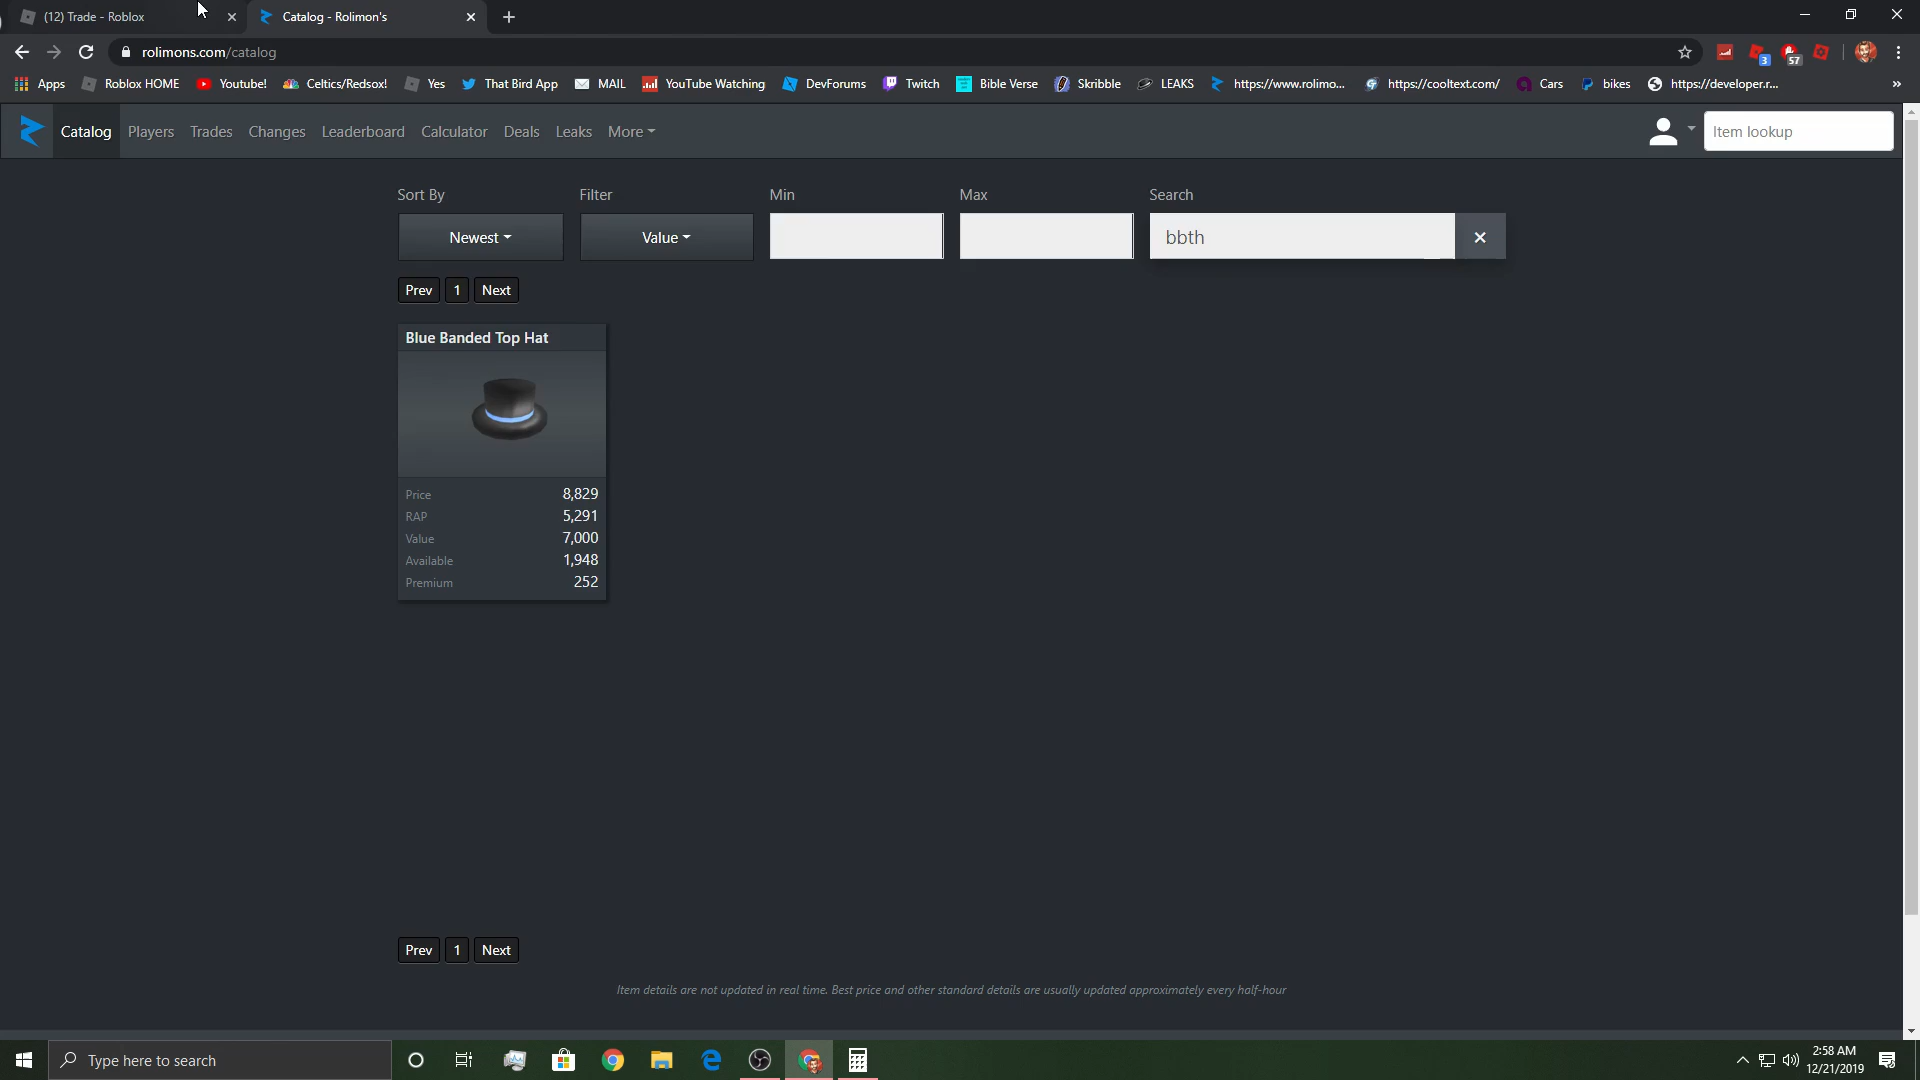 (12) Trade - Roblox
Catalog - Rolimon's
rolimons.com/catalog
3
57
Apps
Roblox HOME
Youtube!
Celtics/Redsox!
Yes
That Bird App
MAIL
YouTube Watching
DevForums
Twitch
Bible Verse
Skribble
LEAKS
https://www.rolimo...
https://cooltext.com/
Cars
bikes
https://developer.r...
»
Catalog
Players
Trades
Changes
Leaderboard
Calculator
Deals
Leaks
More
Item lookup
Sort By
Filter
Min
Max
Search
Newest
Value
bbth
Prev 1 Next
Blue Banded Top Hat
Price 8,829
RAP 5,291
Value 7,000
Available 1,948
Premium 252
Prev 1 Next
Item details are not updated in real time. Best price and other standard details are usually updated approximately every half-hour
Type here to search
2:58 AM
12/21/2019